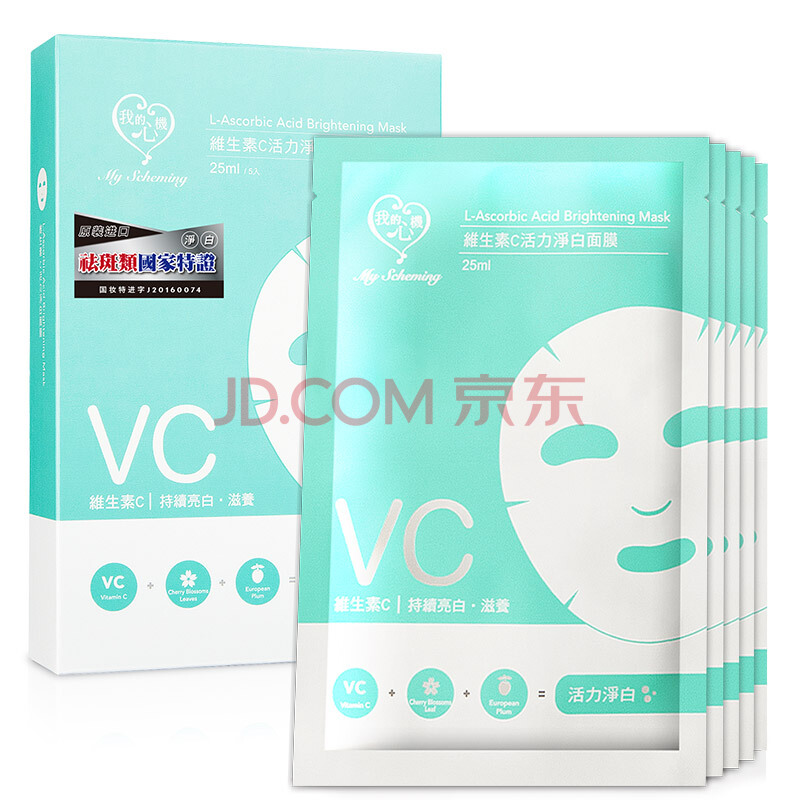 我的心機
My Scheming
L-Ascorbic Acid Brightening Mask
維生素C活力淨
25ml /5入
原装进口
淨白
祛斑類國家特證
国妆特进字J20160074
VC
維生素C | 持續亮白·滋養
VC
Vitamin C
+
Cherry Blossoms
Leaves
+
European
Plum
=
我的心機
My Scheming
L-Ascorbic Acid Brightening Mask
維生素C活力淨白面膜
25ml
JD.COM 京东
VC
維生素C | 持續亮白·滋養
VC
Vitamin C
+
Cherry Blossoms
Leaf
+
European
Plum
=
活力淨白